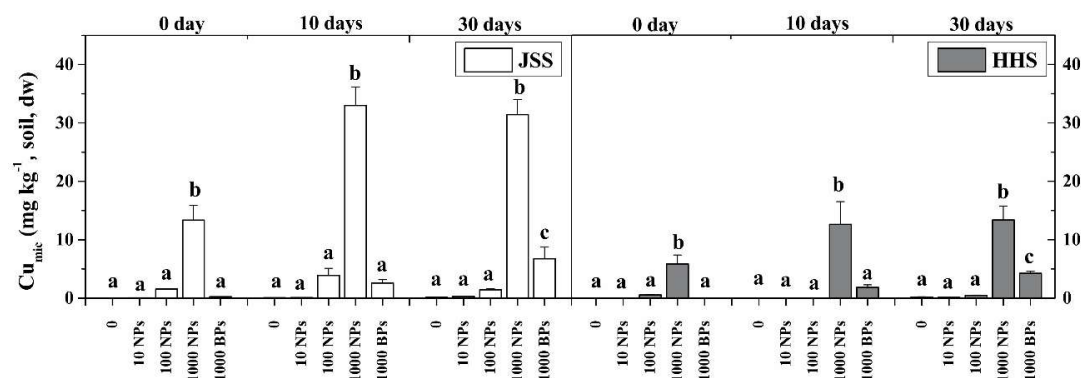 0 day 10 days 30 days 0 day 10 days 30 days
JSS HHS
Cu_mic (mg kg⁻¹, soil, dw)
40 30 20 10 0
a a a b a a a a b a a a a b c
a a a b a a a a b a a a a b c
40 30 20 10 0
0 10 NPs 100 NPs 1000 NPs 1000 BPs 0 10 NPs 100 NPs 1000 NPs 1000 BPs 0 10 NPs 100 NPs 1000 NPs 1000 BPs
0 10 NPs 100 NPs 1000 NPs 1000 BPs 0 10 NPs 100 NPs 1000 NPs 1000 BPs 0 10 NPs 100 NPs 1000 NPs 1000 BPs